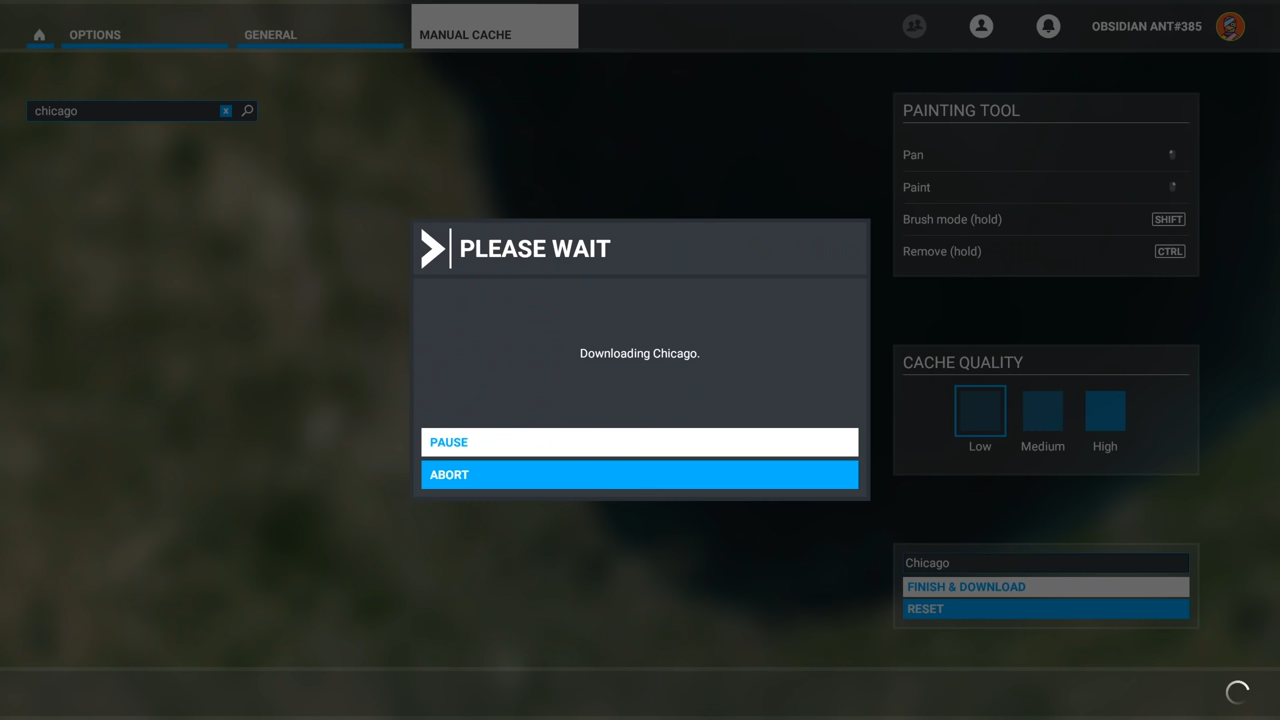 OPTIONS
GENERAL
MANUAL CACHE
OBSIDIAN ANT#385
chicago
x
PAINTING TOOL
Pan
Paint
Brush mode (hold)
SHIFT
Remove (hold)
CTRL
PLEASE WAIT
Downloading Chicago.
PAUSE
ABORT
CACHE QUALITY
Low
Medium
High
Chicago
FINISH & DOWNLOAD
RESET